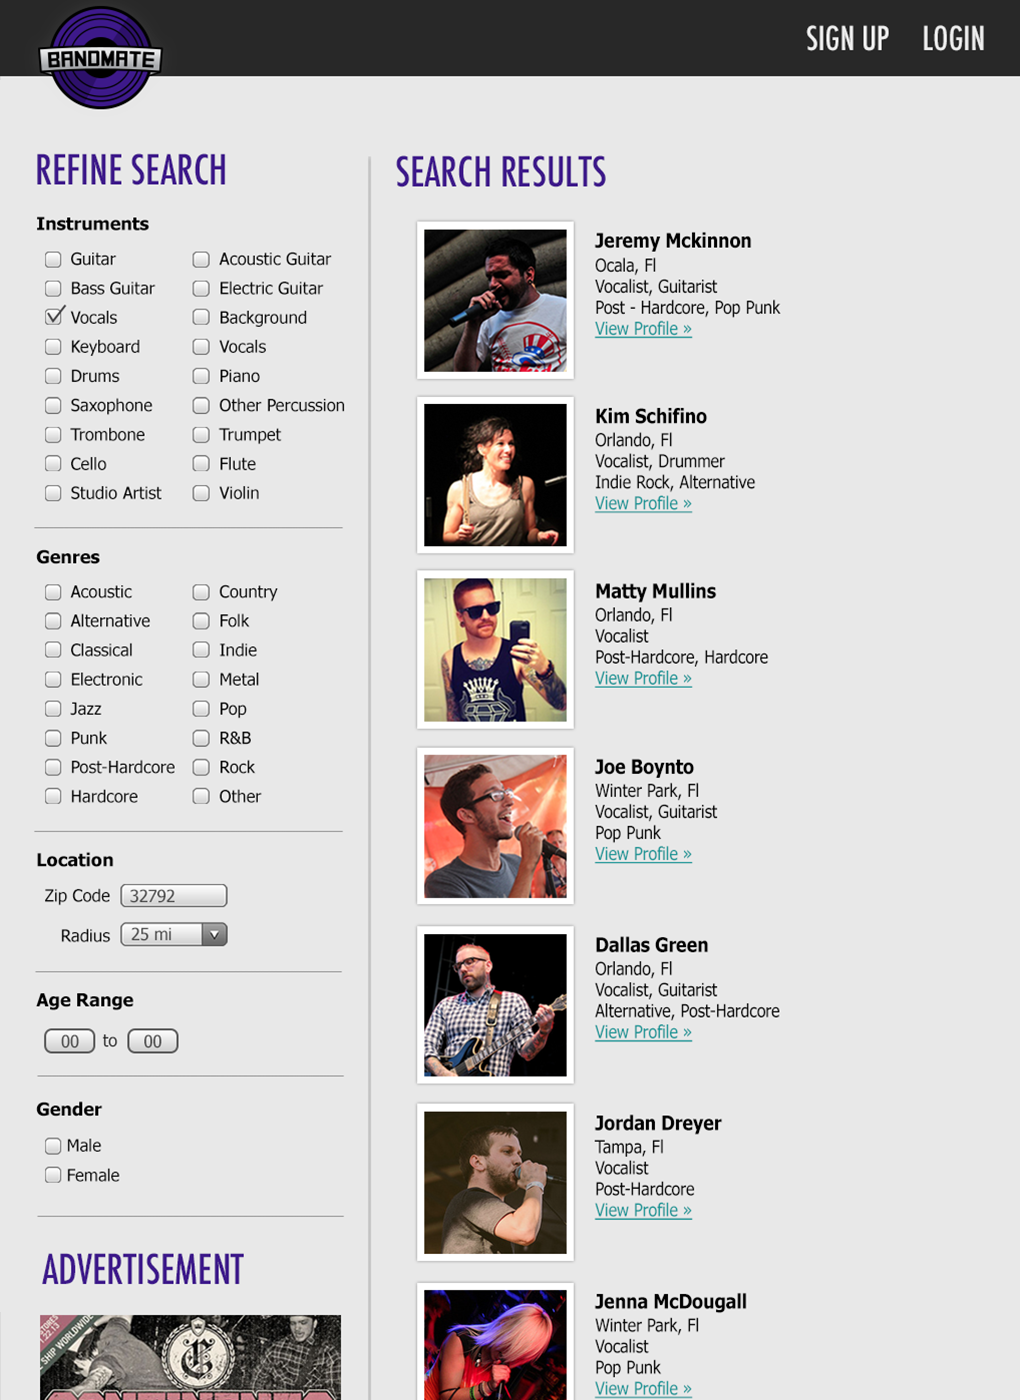 BANDMATE
SIGN UP
LOGIN
REFINE SEARCH
Instruments
Guitar
Acoustic Guitar
Bass Guitar
Electric Guitar
Vocals
Background
Keyboard
Vocals
Drums
Piano
Saxophone
Other Percussion
Trombone
Trumpet
Cello
Flute
Studio Artist
Violin
Genres
Acoustic
Country
Alternative
Folk
Classical
Indie
Electronic
Metal
Jazz
Pop
Punk
R&B
Post-Hardcore
Rock
Hardcore
Other
Location
Zip Code 32792
Radius 25 mi
Age Range
00 to 00
Gender
Male
Female
ADVERTISEMENT
SHIP WORLDWIDE
SEARCH RESULTS
Jeremy Mckinnon
Ocala, Fl
Vocalist, Guitarist
Post - Hardcore, Pop Punk
View Profile »
Kim Schifino
Orlando, Fl
Vocalist, Drummer
Indie Rock, Alternative
View Profile »
Matty Mullins
Orlando, Fl
Vocalist
Post-Hardcore, Hardcore
View Profile »
Joe Boynto
Winter Park, Fl
Vocalist, Guitarist
Pop Punk
View Profile »
Dallas Green
Orlando, Fl
Vocalist, Guitarist
Alternative, Post-Hardcore
View Profile »
Jordan Dreyer
Tampa, Fl
Vocalist
Post-Hardcore
View Profile »
Jenna McDougall
Winter Park, Fl
Vocalist
Pop Punk
View Profile »